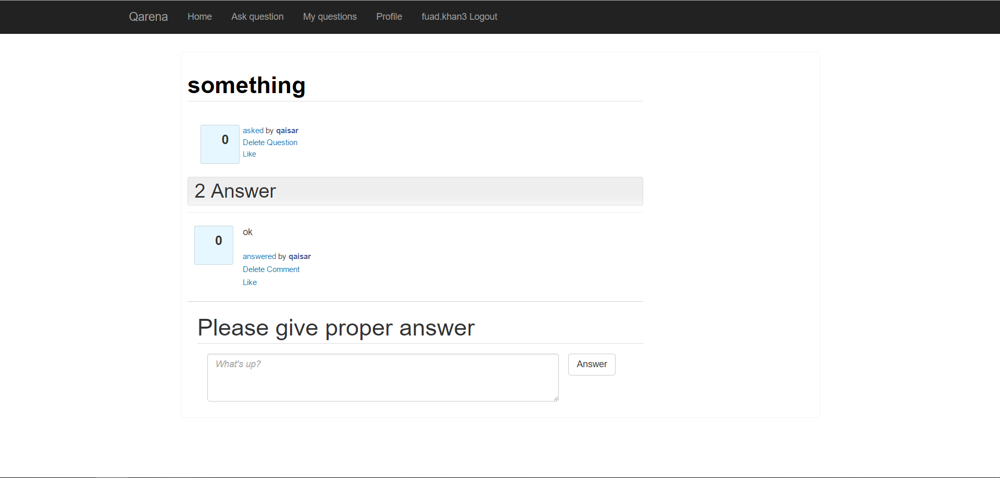 Qarena Home Ask question My questions Profile fuad.khan3 Logout
something
0
asked by qaisar
Delete Question
Like
2 Answer
0
ok
answered by qaisar
Delete Comment
Like
Please give proper answer
What's up?
Answer